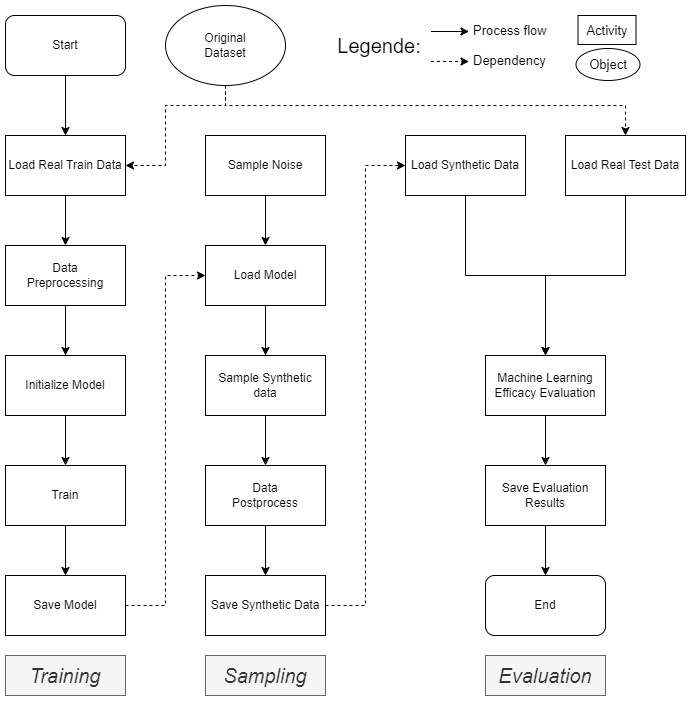 Start
Original
Dataset
Legende:
Process flow
Dependency
Activity
Object
Load Real Train Data
Sample Noise
Load Synthetic Data
Load Real Test Data
Data
Preprocessing
Load Model
Initialize Model
Sample Synthetic
data
Machine Learning
Efficacy Evaluation
Train
Data
Postprocess
Save Evaluation
Results
Save Model
Save Synthetic Data
End
Training
Sampling
Evaluation